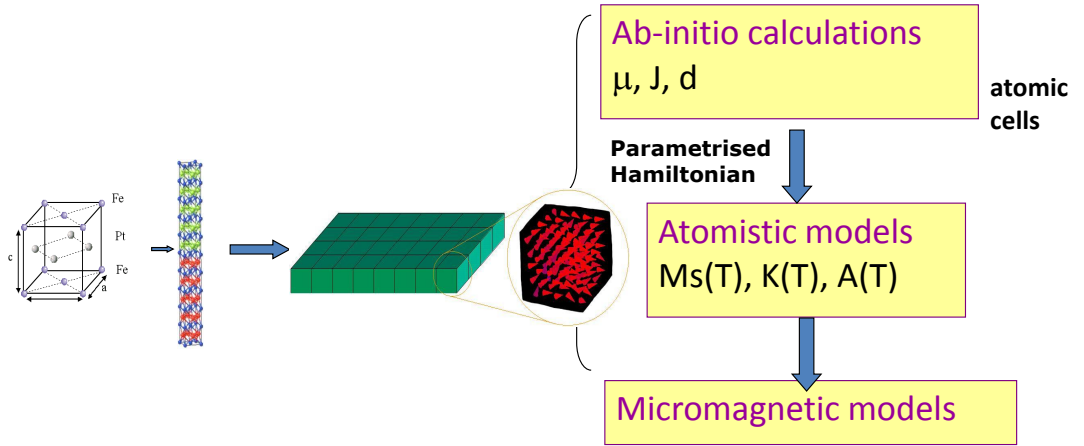 Ab-initio calculations
μ, J, d
atomic
cells
Parametrised
Hamiltonian
Fe
Pt
Fe
c
a
Atomistic models
Ms(T), K(T), A(T)
Micromagnetic models